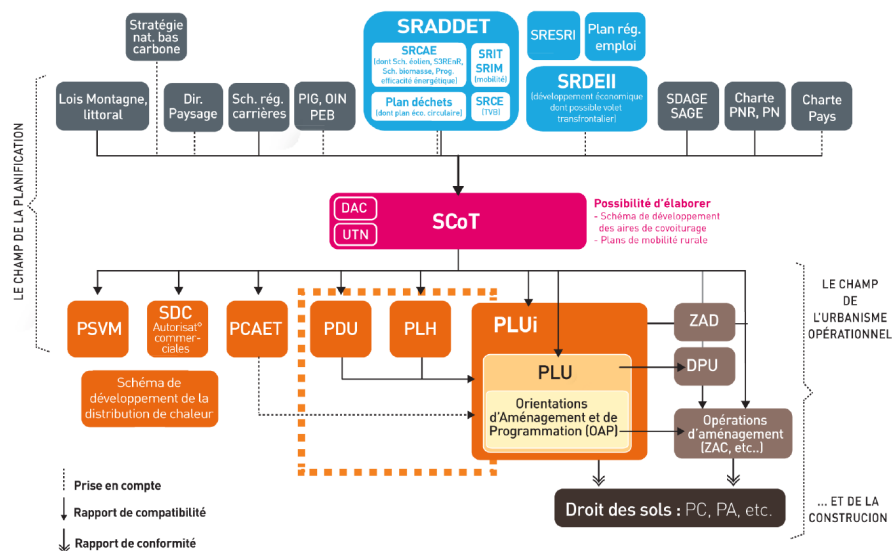 Stratégie
nat. bas
carbone
SRADDET
SRCAE
(dont Sch. éolien, S3REnR,
Sch. biomasse, Prog.
efficacité énergétique)
SRIT
SRIM
(mobilité)
Plan déchets
(dont plan éco. circulaire)
SRCE
(TVB)
SRESRI
Plan rég.
emploi
SRDEII
(développement économique
dont possible volet
transfrontalier)
Lois Montagne,
littoral
Dir.
Paysage
Sch. rég.
carrières
PIG, OIN
PEB
SDAGE
SAGE
Charte
PNR, PN
Charte
Pays
LE CHAMP DE LA PLANIFICATION
DAC
UTN
SCoT
Possibilité d'élaborer
- Schéma de développement
des aires de covoiturage
- Plans de mobilité rurale
PSVM
SDC
Autorisat°
commer-
ciales
PCAET
PDU
PLH
PLUi
PLU
Orientations
d'Aménagement et de
Programmation (OAP)
ZAD
DPU
Opérations
d'aménagement
(ZAC, etc..)
LE CHAMP
DE
L'URBANISME
OPÉRATIONNEL
Schéma de
développement de la
distribution de chaleur
Droit des sols : PC, PA, etc.
... ET DE LA
CONSTRUCION
Prise en compte
Rapport de compatibilité
Rapport de conformité